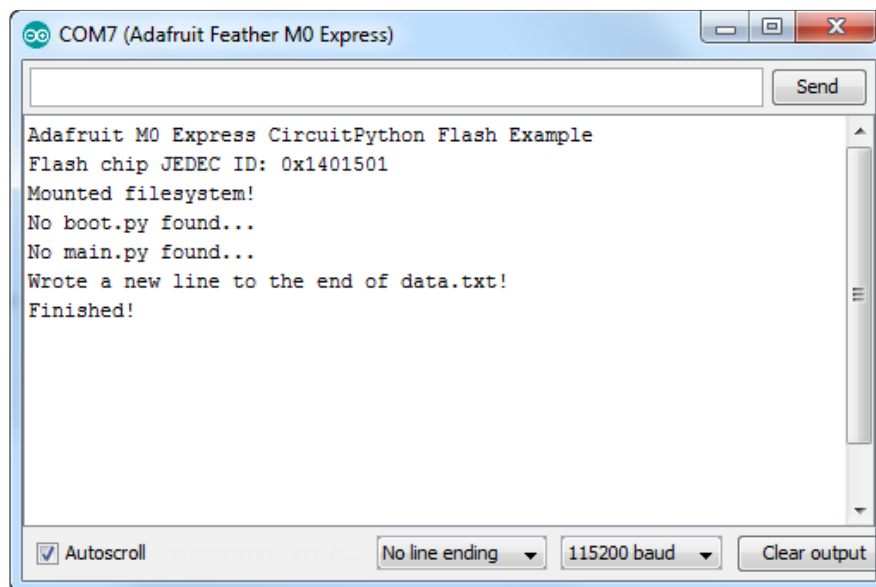 COM7 (Adafruit Feather M0 Express)
Send
Adafruit M0 Express CircuitPython Flash Example
Flash chip JEDEC ID: 0x1401501
Mounted filesystem!
No boot.py found...
No main.py found...
Wrote a new line to the end of data.txt!
Finished!
Autoscroll No line ending 115200 baud Clear output